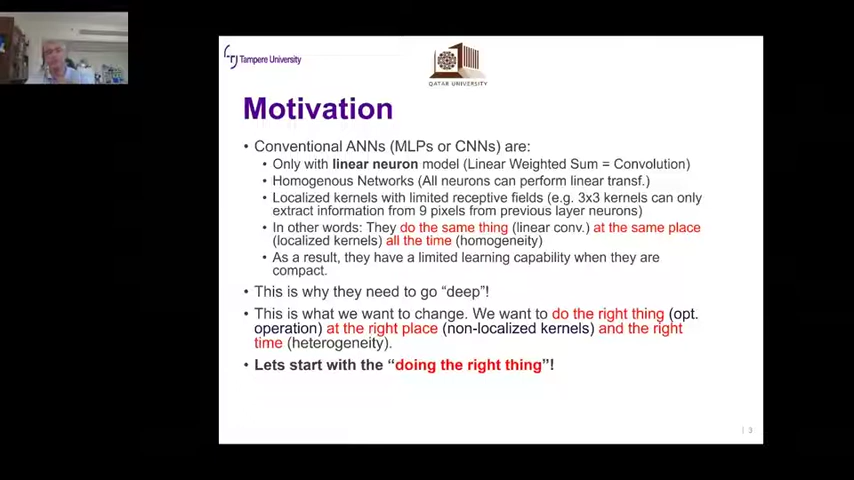 Tampere University
QATAR UNIVERSITY
Motivation
• Conventional ANNs (MLPs or CNNs) are:
• Only with linear neuron model (Linear Weighted Sum = Convolution)
• Homogenous Networks (All neurons can perform linear transf.)
• Localized kernels with limited receptive fields (e.g. 3x3 kernels can only
extract information from 9 pixels from previous layer neurons)
• In other words: They do the same thing (linear conv.) at the same place
(localized kernels) all the time (homogeneity)
• As a result, they have a limited learning capability when they are
compact.
• This is why they need to go “deep”!
• This is what we want to change. We want to do the right thing (opt.
operation) at the right place (non-localized kernels) and the right
time (heterogeneity).
• Lets start with the “doing the right thing”!
| 3